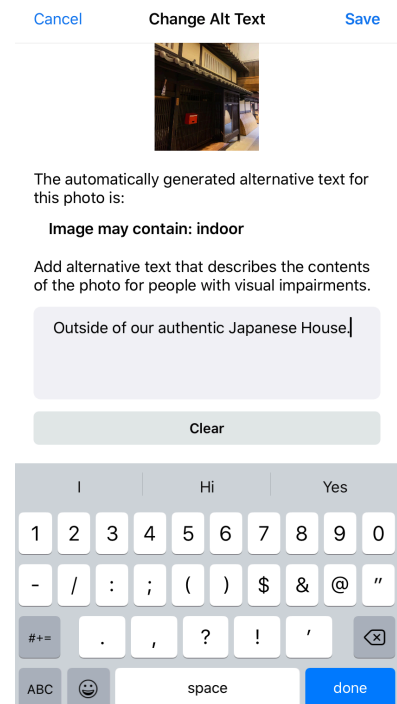 Cancel Change Alt Text Save
The automatically generated alternative text for
this photo is:
Image may contain: indoor
Add alternative text that describes the contents
of the photo for people with visual impairments.
Outside of our authentic Japanese House.
Clear
I Hi Yes
1 2 3 4 5 6 7 8 9 0
- / : ; ( ) $ & @ "
#+= . , ? ! ’
ABC space done